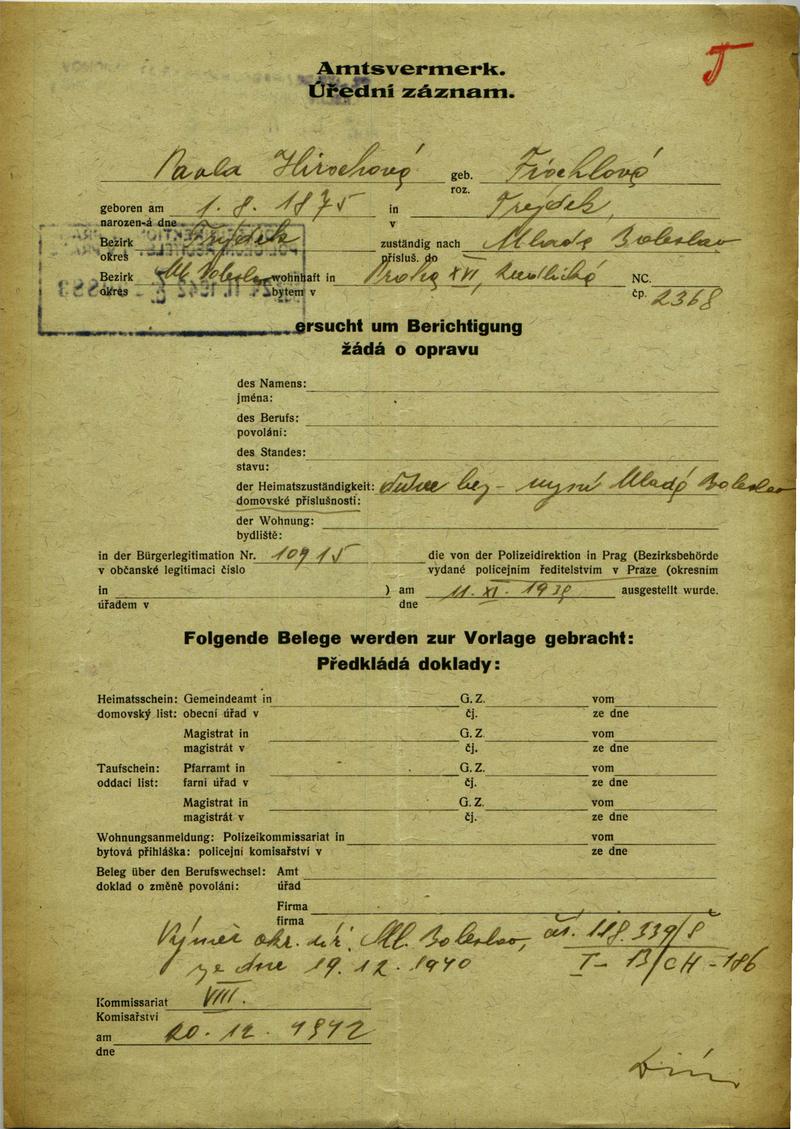 J
Amtsvermerk.
Úřední záznam.
Paula Hirschová geb. roz. Fischlová
geboren am narozen-á dne 1. 8. 1875 in v Frýdek,
Bezirk okres Frýdek zuständig nach přísluš. do Mladá Boleslav
Bezirk okres Ml. Boleslav wohnhaft in bytem v Praha XVI, NC. čp. 2368
ersucht um Berichtigung
žádá o opravu
des Namens:
jména:
des Berufs:
povolání:
des Standes:
stavu:
der Heimatszuständigkeit: bez - nyní Mladá Boleslav
domovské příslušnosti:
der Wohnung:
bydliště:
in der Bürgerlegitimation Nr. 10915 die von der Polizeidirektion in Prag (Bezirksbehörde
v občanské legitimaci číslo vydané policejním ředitelstvím v Praze (okresním
in ) am 11. XI. 1939 ausgestellt wurde.
úřadem v dne
Folgende Belege werden zur Vorlage gebracht:
Předkládá doklady:
Heimatsschein: Gemeindeamt in G. Z. vom
domovský list: obecní úřad v čj. ze dne
Magistrat in G. Z. vom
magistrát v čj. ze dne
Taufschein: Pfarramt in G. Z. vom
oddací list: farní úřad v čj. ze dne
Magistrat in G. Z. vom
magistrát v čj. ze dne
Wohnungsanmeldung: Polizeikommissariat in vom
bytová přihláška: policejní komisařství v ze dne
Beleg über den Berufswechsel: Amt
doklad o změně povolání: úřad
Firma
firma
Výměr okr. úř. Ml. Boleslav, čís. 118.339/8
ze dne 19. 12. 1940 I - 13/CH - 186
Kommissariat VIII.
Komisařství
am 20. 12. 1942
dne